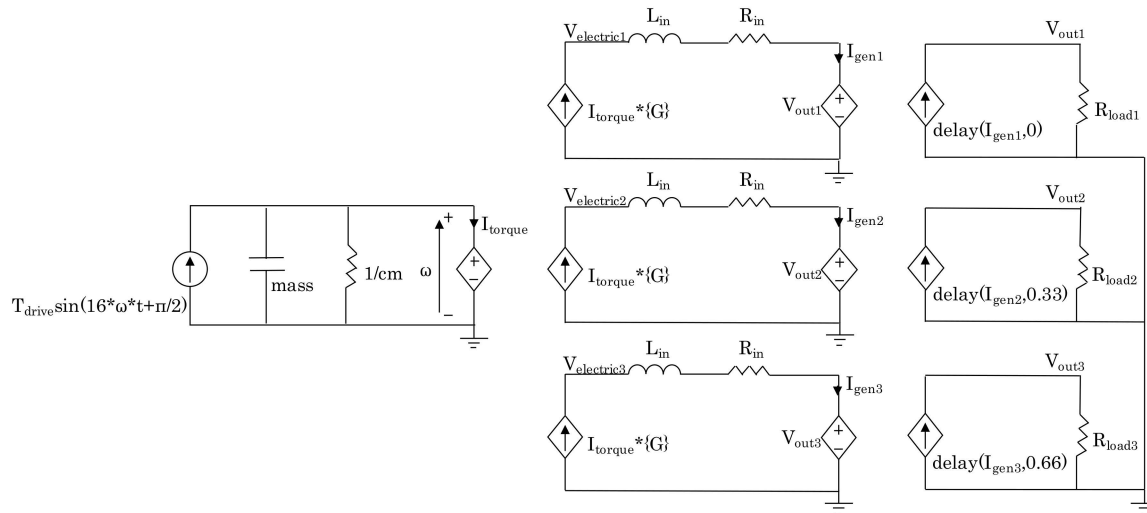 T_drive sin(16*ω*t+π/2)
mass
1/cm
+
ω
−
I_torque
+
−
V_electric1
L_in
R_in
I_gen1
I_torque*{G}
V_out1
+
−
V_out1
delay(I_gen1,0)
R_load1
V_electric2
L_in
R_in
I_gen2
I_torque*{G}
V_out2
+
−
V_out2
delay(I_gen2,0.33)
R_load2
V_electric3
L_in
R_in
I_gen3
I_torque*{G}
V_out3
+
−
V_out3
delay(I_gen3,0.66)
R_load3